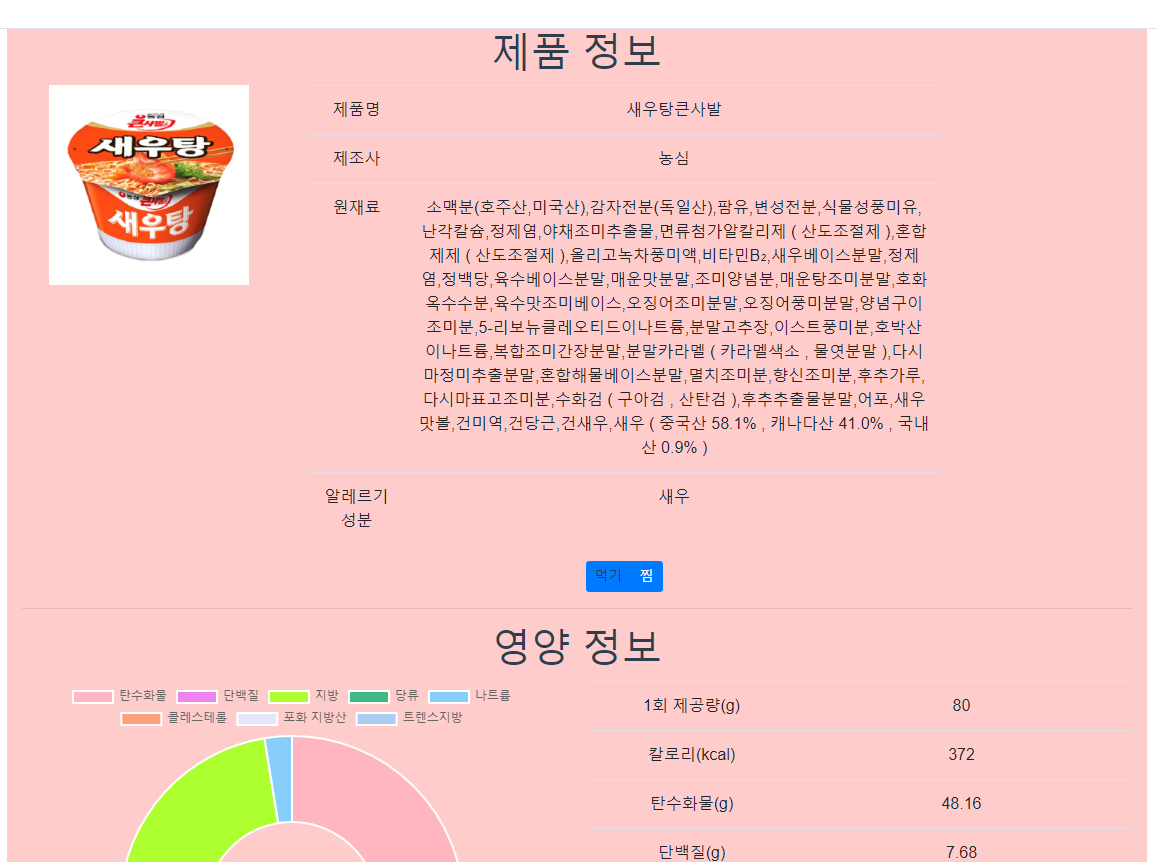 제품 정보
농심
큰사발
새우탕
농심 큰사발
새우탕
제품명 새우탕큰사발
제조사 농심
원재료 소맥분(호주산,미국산),감자전분(독일산),팜유,변성전분,식물성풍미유,
난각칼슘,정제염,야채조미추출물,면류첨가알칼리제 ( 산도조절제 ),혼합
제제 ( 산도조절제 ),올리고녹차풍미액,비타민B₂,새우베이스분말,정제
염,정백당,육수베이스분말,매운맛분말,조미양념분,매운탕조미분말,호화
옥수수분,육수맛조미베이스,오징어조미분말,오징어풍미분말,양념구이
조미분,5-리보뉴클레오티드이나트륨,분말고추장,이스트풍미분,호박산
이나트륨,복합조미간장분말,분말카라멜 ( 카라멜색소 , 물엿분말 ),다시
마정미추출분말,혼합해물베이스분말,멸치조미분,향신조미분,후추가루,
다시마표고조미분,수화검 ( 구아검 , 산탄검 ),후추추출물분말,어포,새우
맛볼,건미역,건당근,건새우,새우 ( 중국산 58.1% , 캐나다산 41.0% , 국내
산 0.9% )
알레르기 새우
성분
먹기 찜
영양 정보
탄수화물 단백질 지방 당류 나트륨
콜레스테롤 포화 지방산 트렌스지방
1회 제공량(g) 80
칼로리(kcal) 372
탄수화물(g) 48.16
단백질(g) 7.68